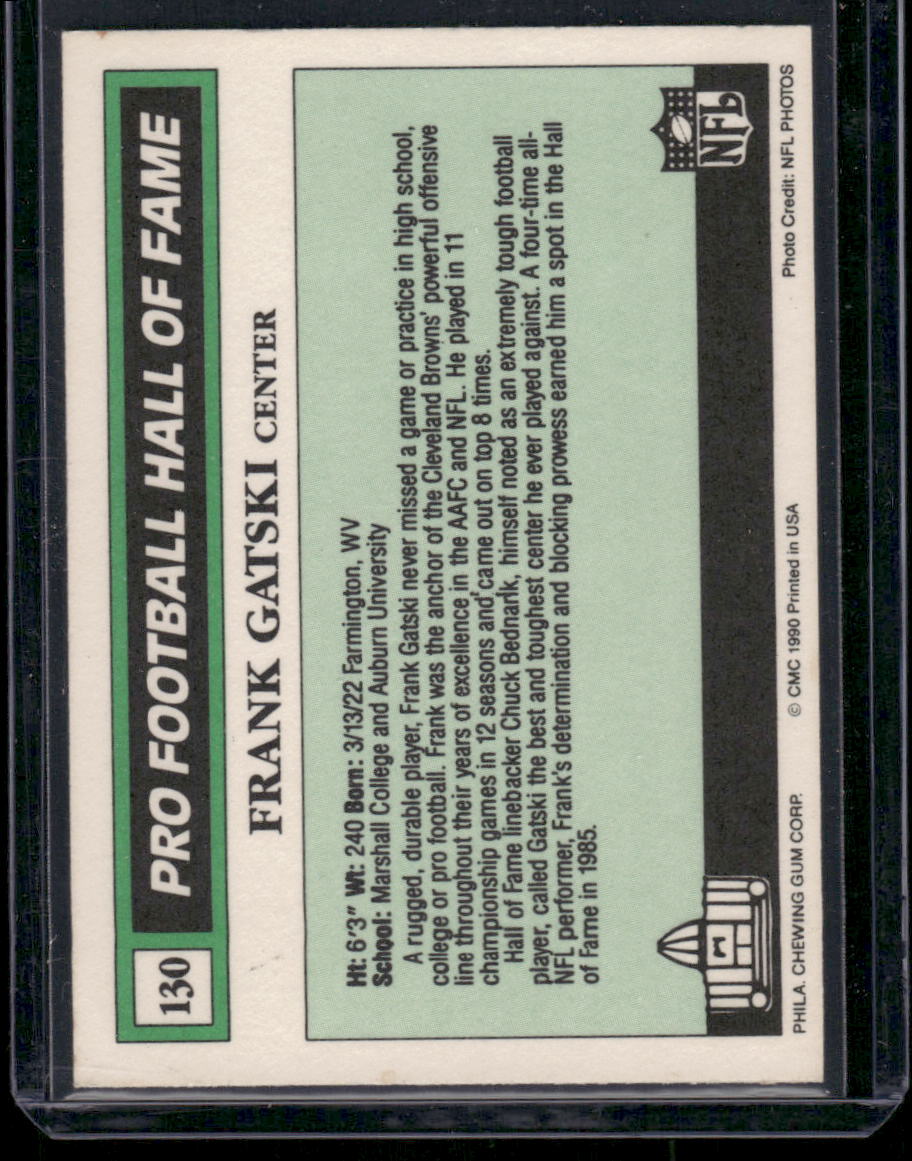 130 PRO FOOTBALL HALL OF FAME
FRANK GATSKI CENTER
Ht: 6'3" Wt: 240 Born: 3/13/22 Farmington, WV
School: Marshall College and Auburn University
A rugged, durable player, Frank Gatski never missed a game or practice in high school,
college or pro football. Frank was the anchor of the Cleveland Browns' powerful offensive
line throughout their years of excellence in the AAFC and NFL. He played in 11
championship games in 12 seasons and came out on top 8 times.
Hall of Fame linebacker Chuck Bednarik, himself noted as an extremely tough football
player, called Gatski the best and toughest center he ever played against. A four-time all-
NFL performer, Frank's determination and blocking prowess earned him a spot in the Hall
of Fame in 1985.
NFL
PHILA. CHEWING GUM CORP. © CMC 1990 Printed in USA Photo Credit: NFL PHOTOS